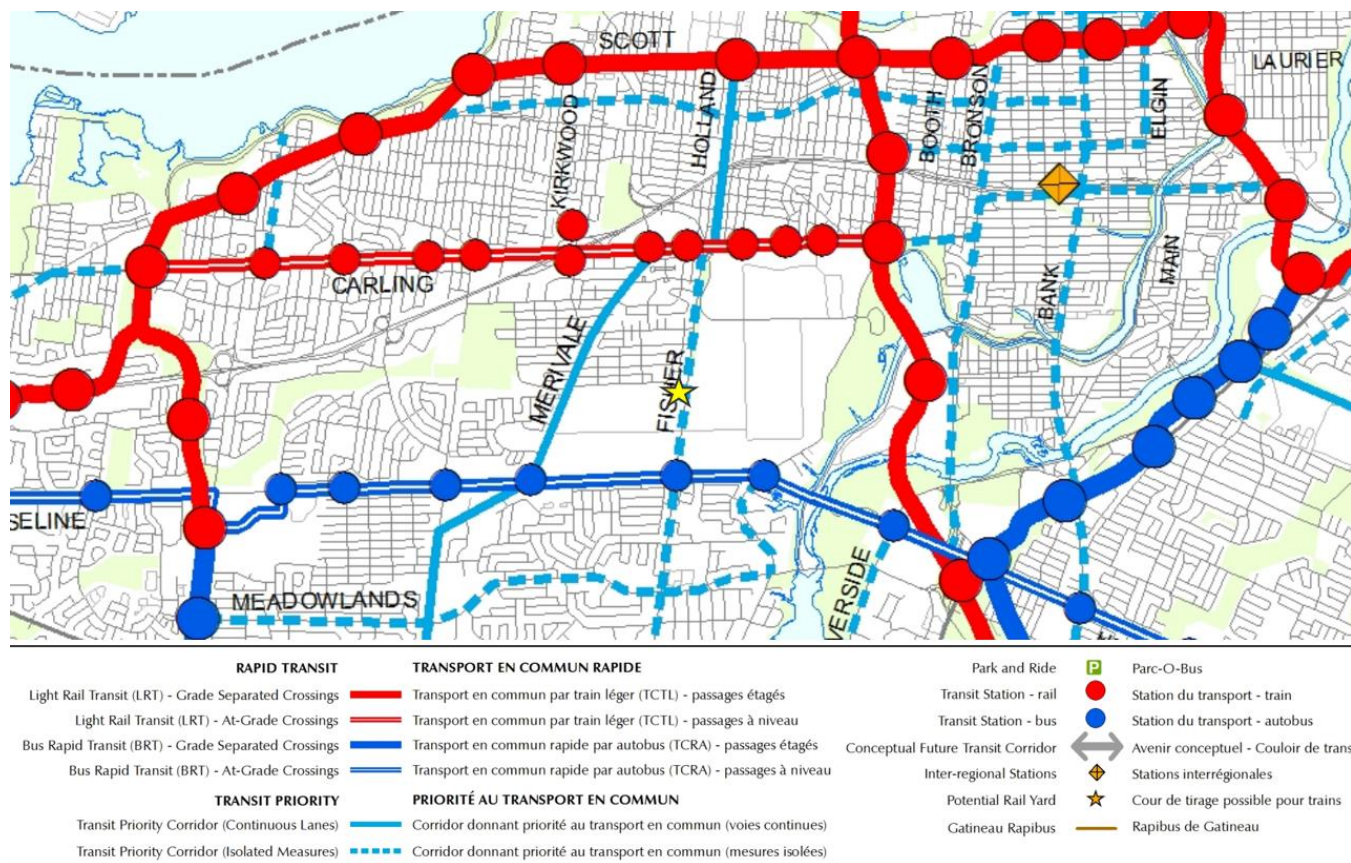 SCOTT
LAURIER
KIRKWOOD
HOLLAND
BOOTH
BRONSON
ELGIN
CARLING
MERIVALE
FISHER
BANK
MAIN
SELINE
MEADOWLANDS
VERSIDE
RAPID TRANSIT TRANSPORT EN COMMUN RAPIDE
Light Rail Transit (LRT) - Grade Separated Crossings Transport en commun par train léger (TCTL) - passages étagés
Light Rail Transit (LRT) - At-Grade Crossings Transport en commun par train léger (TCTL) - passages à niveau
Bus Rapid Transit (BRT) - Grade Separated Crossings Transport en commun rapide par autobus (TCRA) - passages étagés
Bus Rapid Transit (BRT) - At-Grade Crossings Transport en commun rapide par autobus (TCRA) - passages à niveau
TRANSIT PRIORITY PRIORITÉ AU TRANSPORT EN COMMUN
Transit Priority Corridor (Continuous Lanes) Corridor donnant priorité au transport en commun (voies continues)
Transit Priority Corridor (Isolated Measures) Corridor donnant priorité au transport en commun (mesures isolées)
Park and Ride P Parc-O-Bus
Transit Station - rail Station du transport - train
Transit Station - bus Station du transport - autobus
Conceptual Future Transit Corridor Avenir conceptuel - Couloir de trans
Inter-regional Stations Stations interrégionales
Potential Rail Yard Cour de tirage possible pour trains
Gatineau Rapibus Rapibus de Gatineau